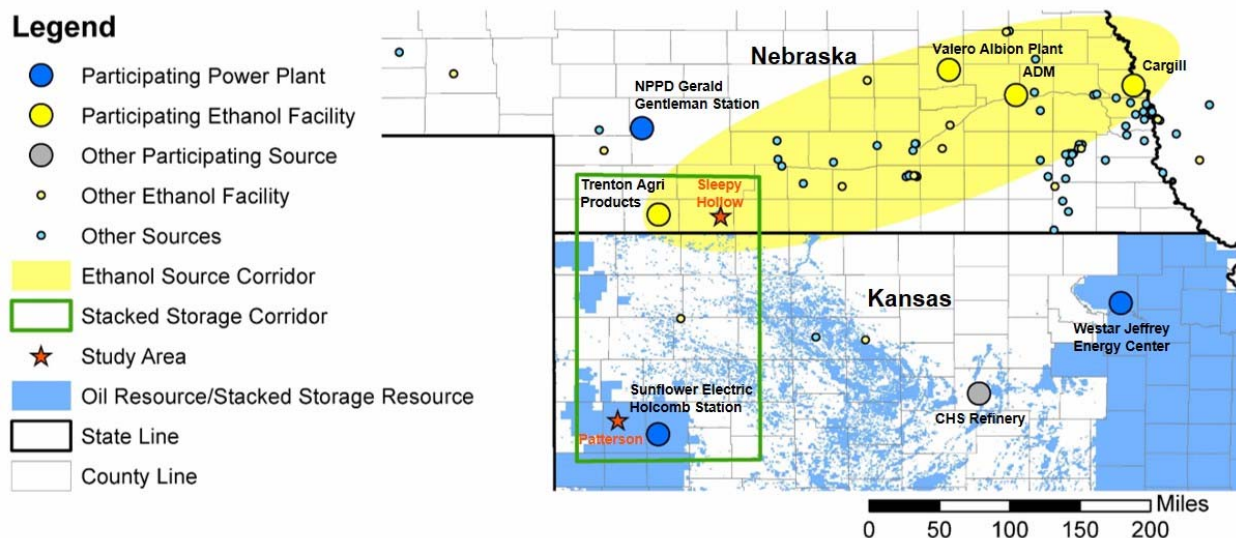 Legend
Participating Power Plant
Participating Ethanol Facility
Other Participating Source
Other Ethanol Facility
Other Sources
Ethanol Source Corridor
Stacked Storage Corridor
Study Area
Oil Resource/Stacked Storage Resource
State Line
County Line
Nebraska
Valero Albion Plant
ADM
Cargill
NPPD Gerald
Gentleman Station
Trenton Agri
Products
Sleepy
Hollow
Kansas
Westar Jeffrey
Energy Center
Sunflower Electric
Holcomb Station
Patterson
CHS Refinery
Miles
0 50 100 150 200